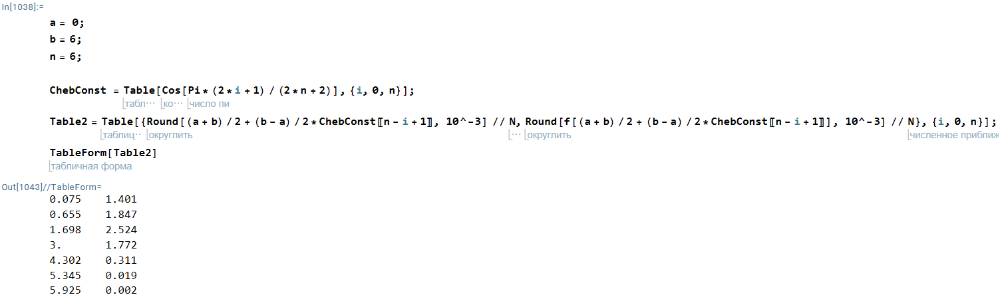 In[1038]:=
a = 0;
b = 6;
n = 6;
ChebConst = Table[Cos[Pi * (2 * i + 1) / (2 * n + 2)], {i, 0, n}];
табл⋯ ко⋯ число пи
Table2 = Table[{Round[(a + b) / 2 + (b - a) / 2 * ChebConst〚n - i + 1〛, 10^-3] // N, Round[f[(a + b) / 2 + (b - a) / 2 * ChebConst〚n - i + 1〛], 10^-3] // N}, {i, 0, n}];
таблиц⋯ округлить ⋯ округлить численное приближ
TableForm[Table2]
табличная форма
Out[1043]//TableForm=
0.075 1.401
0.655 1.847
1.698 2.524
3. 1.772
4.302 0.311
5.345 0.019
5.925 0.002